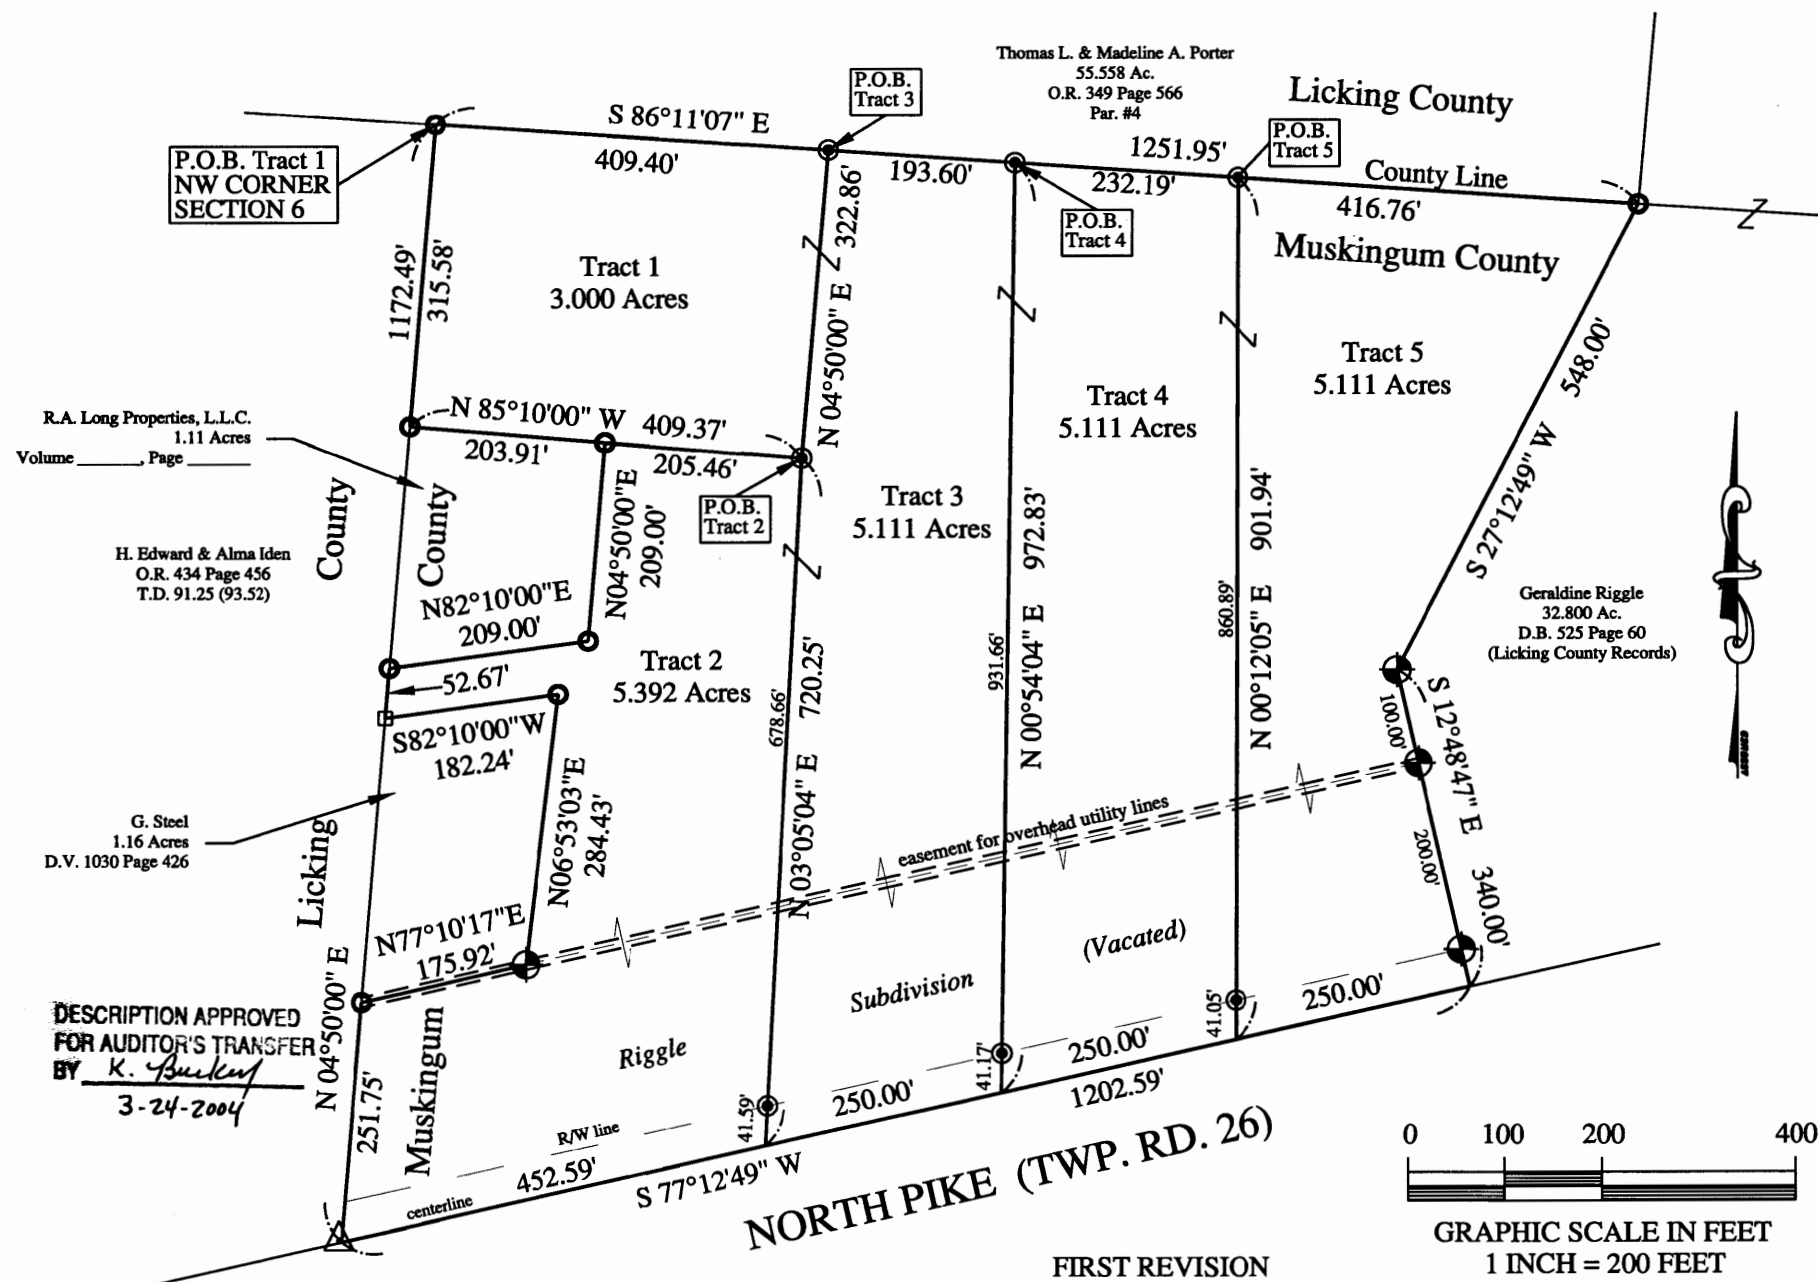 Thomas L. & Madeline A. Porter
55.558 Ac.
O.R. 349 Page 566
Par. #4
Licking County
P.O.B.
Tract 3
S 86°11'07" E
409.40'
193.60'
1251.95'
232.19'
P.O.B.
Tract 5
County Line
416.76'
P.O.B. Tract 1
NW CORNER
SECTION 6
P.O.B.
Tract 4
Muskingum County
1172.49'
315.58'
Tract 1
3.000 Acres
322.86'
N 04°50'00" E
Tract 5
5.111 Acres
548.00'
S 27°12'49" W
Tract 4
5.111 Acres
R.A. Long Properties, L.L.C.
1.11 Acres
Volume ______, Page ______
N 85°10'00" W
409.37'
203.91'
205.46'
P.O.B.
Tract 2
Tract 3
5.111 Acres
County
County
N04°50'00"E
209.00'
972.83'
N 00°54'04" E
931.66'
901.94'
N 00°12'05" E
860.89'
H. Edward & Alma Iden
O.R. 434 Page 456
T.D. 91.25 (93.52)
N82°10'00"E
209.00'
Geraldine Riggle
32.800 Ac.
D.B. 525 Page 60
(Licking County Records)
52.67'
Tract 2
5.392 Acres
720.25'
678.66'
N 03°05'04" E
S82°10'00"W
182.24'
S 12°48'47" E
100.00'
200.00'
340.00'
G. Steel
1.16 Acres
D.V. 1030 Page 426
N06°53'03"E
284.43'
easement for overhead utility lines
Licking
N77°10'17"E
175.92'
(Vacated)
Subdivision
Riggle
DESCRIPTION APPROVED
FOR AUDITOR'S TRANSFER
BY K.
3-24-2004
N 04°50'00" E
251.75'
Muskingum
41.59'
41.17'
41.05'
R/W line
centerline
452.59'
250.00'
250.00'
250.00'
S 77°12'49" W
1202.59'
NORTH PIKE (TWP. RD. 26)
0 100 200 400
GRAPHIC SCALE IN FEET
1 INCH = 200 FEET
FIRST REVISION